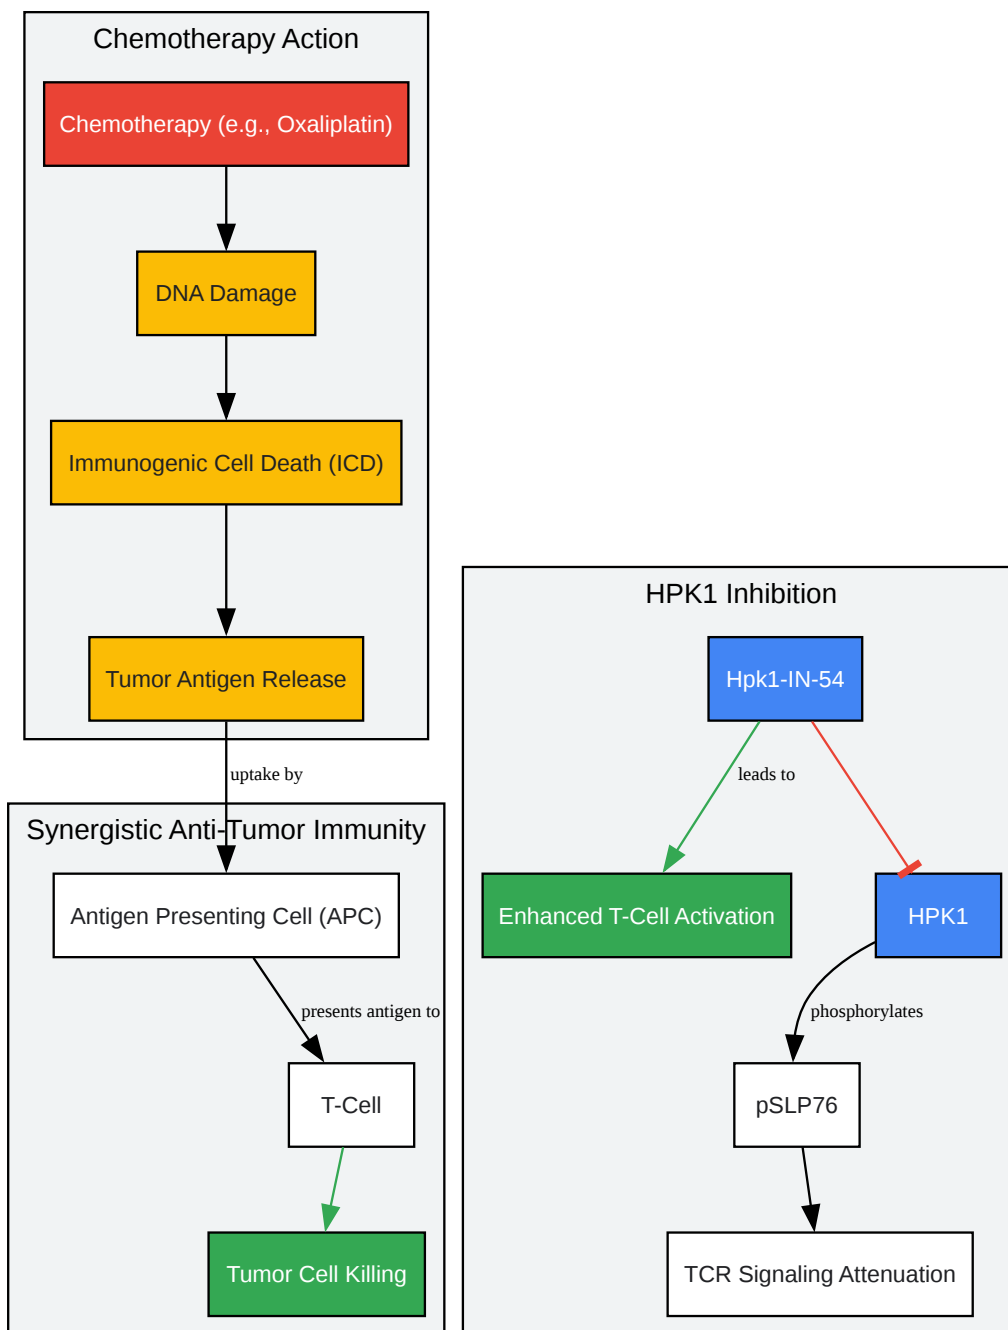 Chemotherapy Action
Chemotherapy (e.g., Oxaliplatin)
DNA Damage
Immunogenic Cell Death (ICD)
Tumor Antigen Release
uptake by
Synergistic Anti-Tumor Immunity
Antigen Presenting Cell (APC)
presents antigen to
T-Cell
Tumor Cell Killing
HPK1 Inhibition
Hpk1-IN-54
leads to
Enhanced T-Cell Activation
HPK1
phosphorylates
pSLP76
TCR Signaling Attenuation